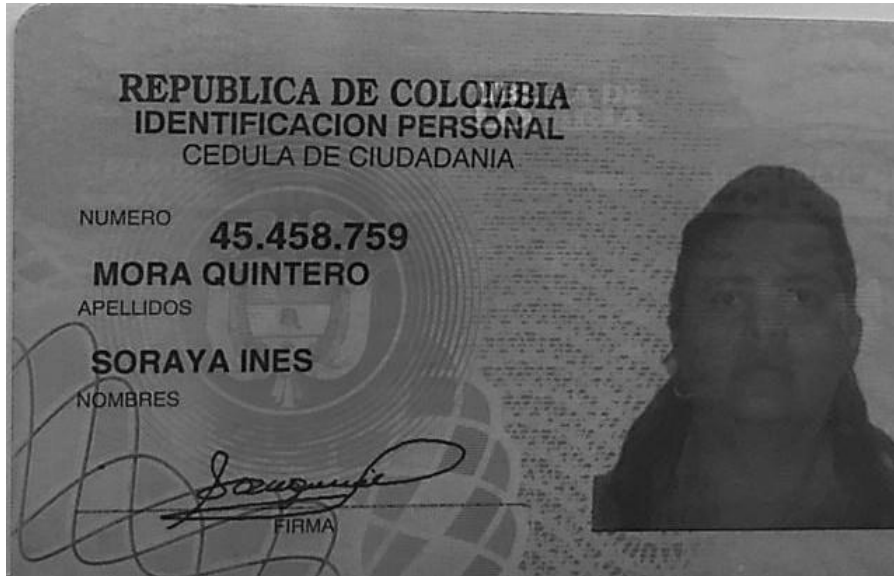 REPUBLICA DE COLOMBIA
IDENTIFICACION PERSONAL
CEDULA DE CIUDADANIA
NUMERO 45.458.759
MORA QUINTERO
APELLIDOS
SORAYA INES
NOMBRES
FIRMA